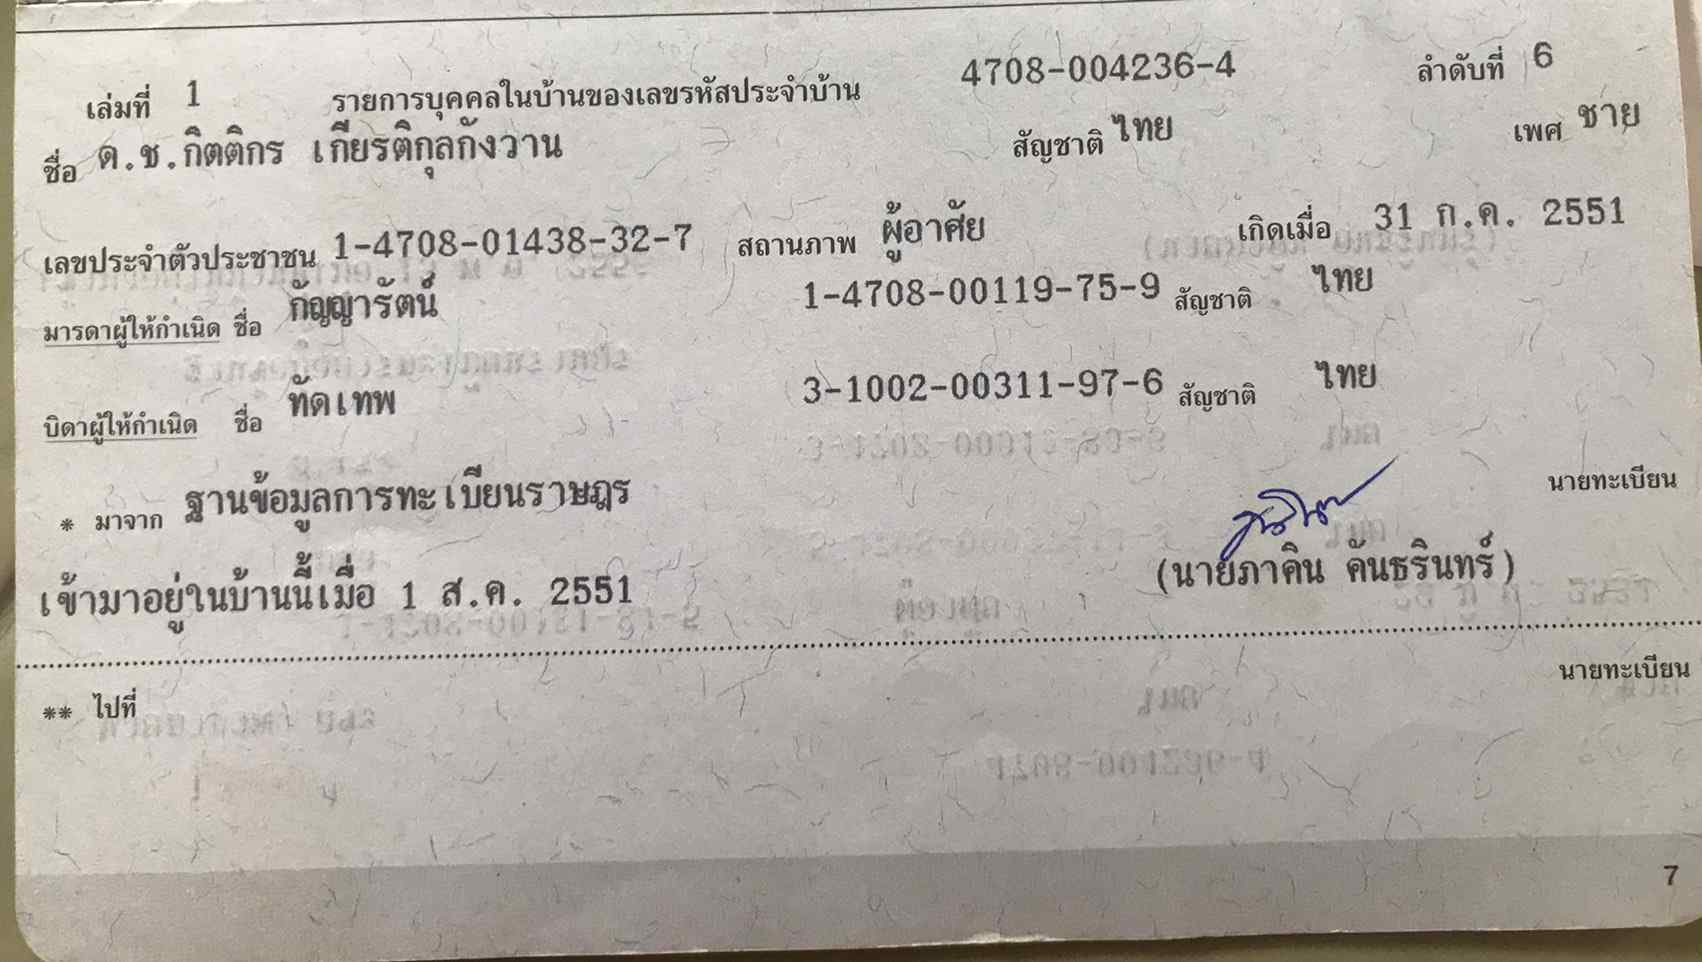 เล่มที่ 1 รายการบุคคลในบ้านของเลขรหัสประจำบ้าน 4708-004236-4 ลำดับที่ 6
ชื่อ ด.ช.กิตติกร เกียรติกุลกังวาน สัญชาติ ไทย เพศ ชาย
เลขประจำตัวประชาชน 1-4708-01438-32-7 สถานภาพ ผู้อาศัย เกิดเมื่อ 31 ก.ค. 2551
มารดาผู้ให้กำเนิด ชื่อ กัญญารัตน์ 1-4708-00119-75-9 สัญชาติ ไทย
บิดาผู้ให้กำเนิด ชื่อ ทัดเทพ 3-1002-00311-97-6 สัญชาติ ไทย
* มาจาก ฐานข้อมูลการทะเบียนราษฎร นายทะเบียน
เข้ามาอยู่ในบ้านนี้เมื่อ 1 ส.ค. 2551 (นายภาคิน คันธรินทร์)
** ไปที่ นายทะเบียน
7